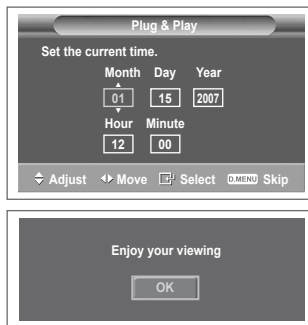 Plug & Play
Set the current time.
Month Day Year
01 15 2007
Hour Minute
12 00
Adjust Move Select D.MENU Skip
Enjoy your viewing
OK